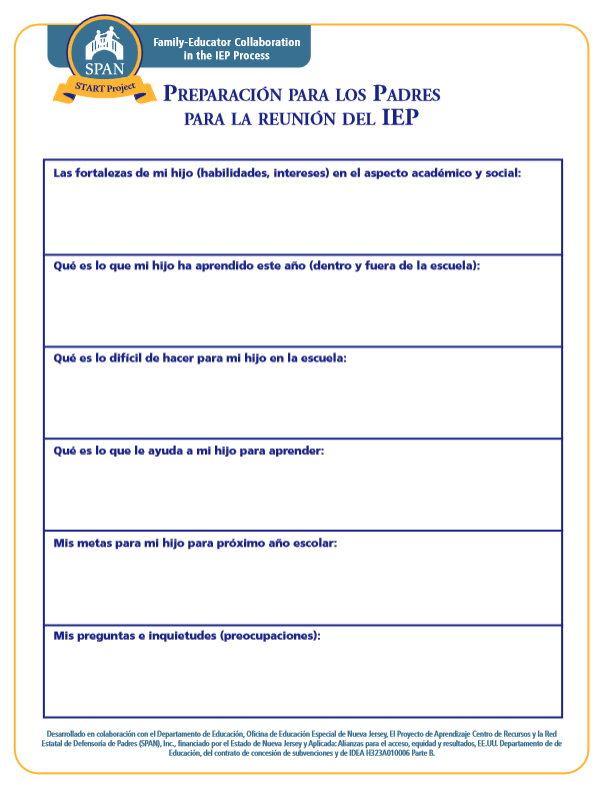 Family-Educator Collaboration
in the IEP Process
SPAN
START Project
PREPARACIÓN PARA LOS PADRES
PARA LA REUNIÓN DEL IEP
Las fortalezas de mi hijo (habilidades, intereses) en el aspecto académico y social:
Qué es lo que mi hijo ha aprendido este año (dentro y fuera de la escuela):
Qué es lo difícil de hacer para mi hijo en la escuela:
Qué es lo que le ayuda a mi hijo para aprender:
Mis metas para mi hijo para próximo año escolar:
Mis preguntas e inquietudes (preocupaciones):
Desarrollado en colaboración con el Departamento de Educación, Oficina de Educación Especial de Nueva Jersey, El Proyecto de Aprendizaje Centro de Recursos y la Red
Estatal de Defensoría de Padres (SPAN), Inc., financiado por el Estado de Nueva Jersey y Aplicada: Alianzas para el acceso, equidad y resultados, EE.UU. Departamento de de
Educación, del contrato de concesión de subvenciones y de IDEA H323A010006 Parte B.